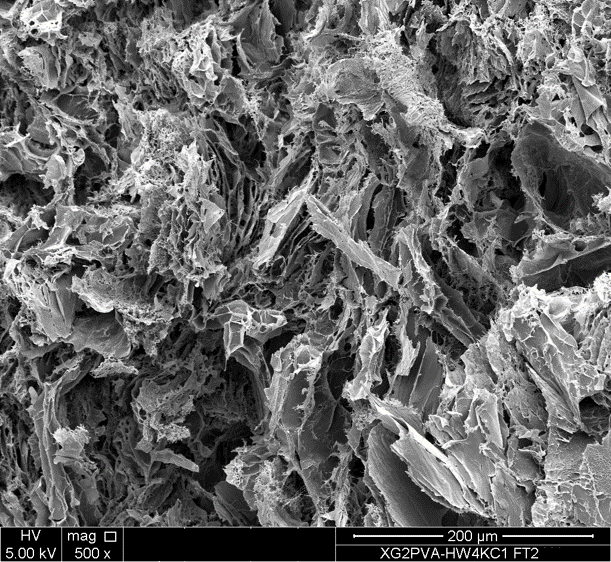 HV
5.00 kV
mag □
500 x
200 µm
XG2PVA-HW4KC1 FT2